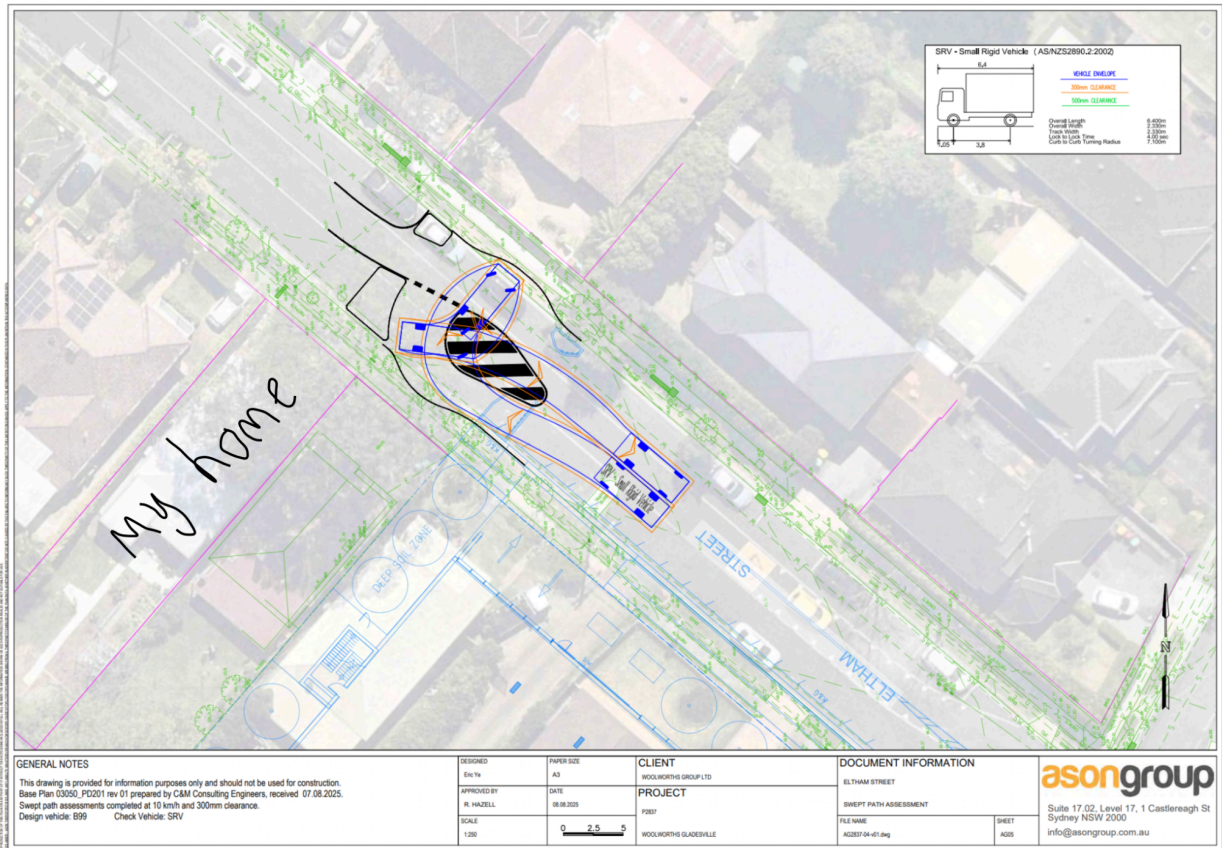 SRV - Small Rigid Vehicle (AS/NZS2890.2:2002)
6.4
VEHICLE ENVELOPE
300mm CLEARANCE
500mm CLEARANCE
Overall Length 6.400m
Overall Width 2.330m
Track Width 2.330m
Lock to Lock Time 4.00 sec
Curb to Curb Turning Radius 7.100m
1.05 3.8
my home
DEEP SOIL ZONE
SRV - Small Rigid Vehicle
ELTHAM STREET
N
GENERAL NOTES
This drawing is provided for information purposes only and should not be used for construction.
Base Plan 03050_PD201 rev 01 prepared by C&M Consulting Engineers, received 07.08.2025.
Swept path assessments completed at 10 km/h and 300mm clearance.
Design vehicle: B99 Check Vehicle: SRV
DESIGNED
Eric Ye
APPROVED BY
R. HAZELL
SCALE
1:250
PAPER SIZE
A3
DATE
08.08.2025
0 2.5 5
CLIENT
WOOLWORTHS GROUP LTD
PROJECT
P2837
WOOLWORTHS GLADESVILLE
DOCUMENT INFORMATION
ELTHAM STREET
SWEPT PATH ASSESSMENT
FILE NAME
AG2837-04-v01.dwg
SHEET
AG05
asongroup
Suite 17.02, Level 17, 1 Castlereagh St
Sydney NSW 2000
info@asongroup.com.au